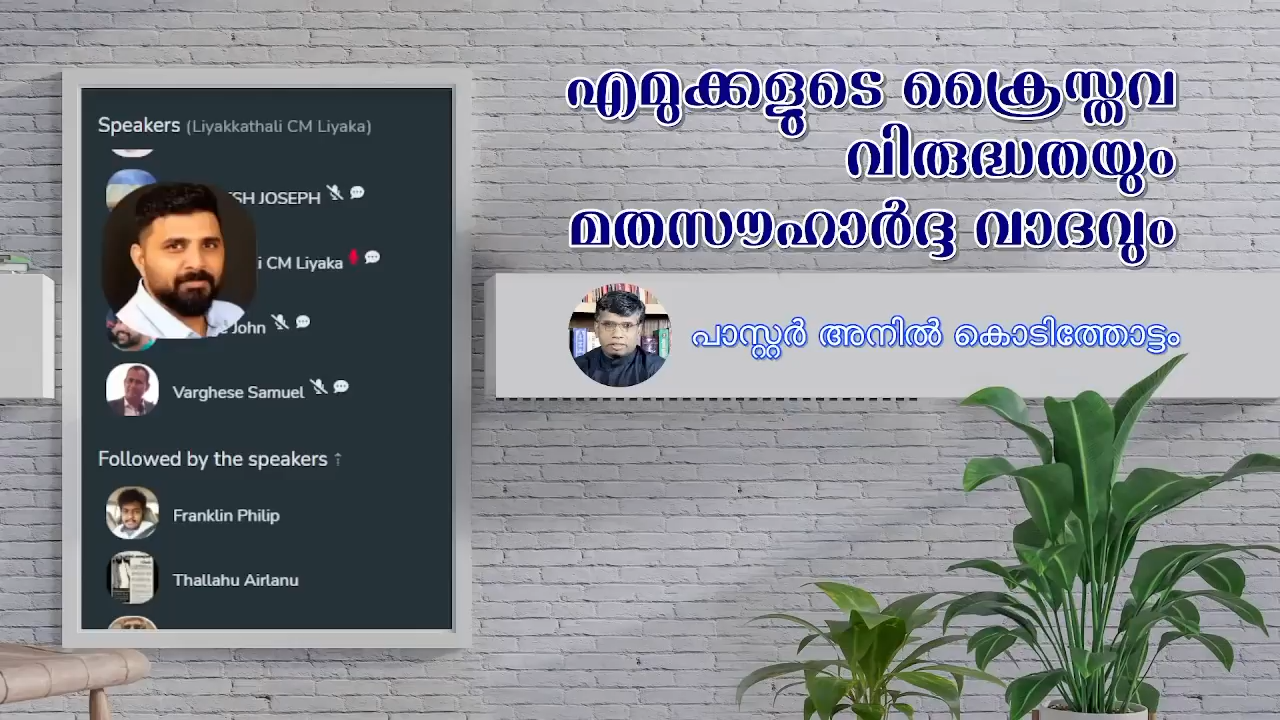 Speakers (Liyakkathali CM Liyaka)
SH JOSEPH
i CM Liyaka
John
Varghese Samuel
Followed by the speakers ↑
Franklin Philip
Thallahu Airlanu
എമുക്കളുടെ ക്രൈസ്തവ
വിരുദ്ധതയും
മതസൗഹാർദ്ദ വാദവും
പാസ്റ്റർ അനിൽ കൊടിത്തോട്ടം